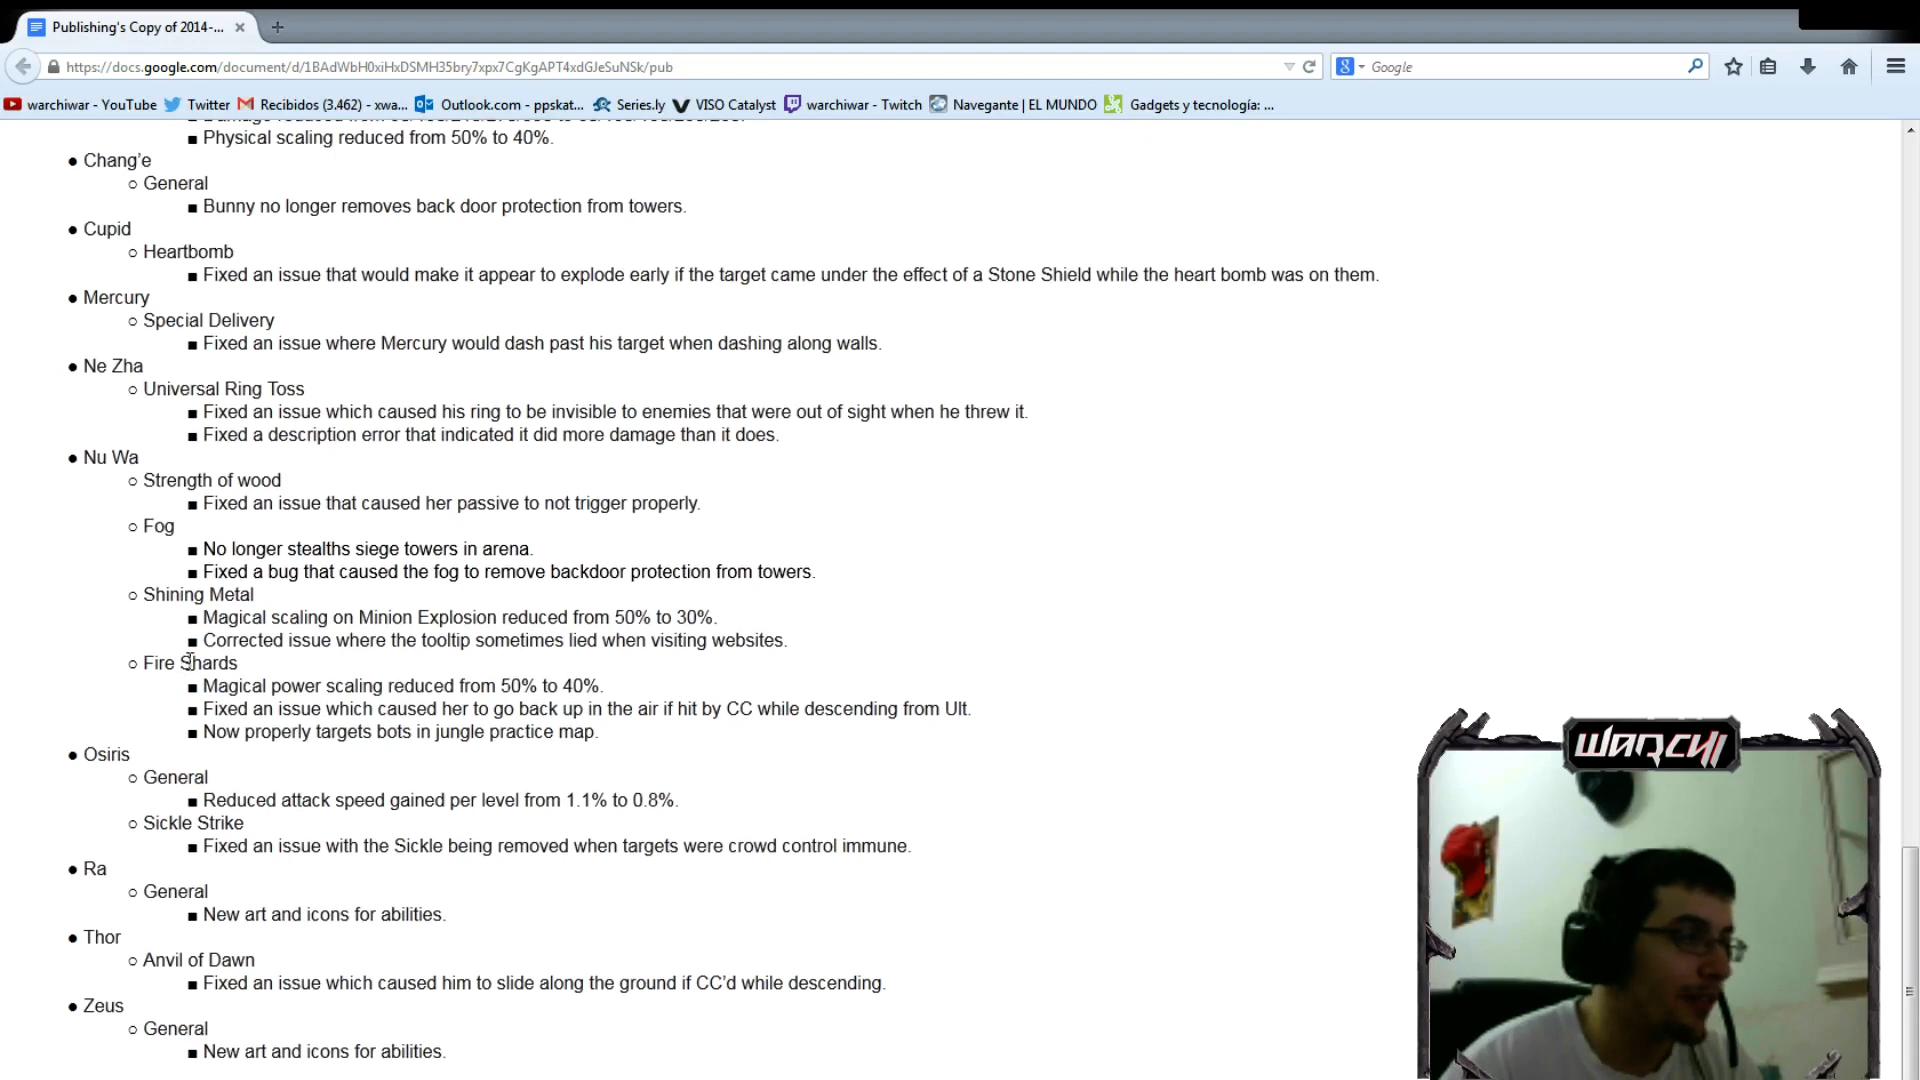 Publishing's Copy of 2014-...
https://docs.google.com/document/d/1BAdWbH0xiHxDSMH35bry7xpx7CgKgAPT4xdGJeSuNSk/pub
Google
warchiwar - YouTube Twitter Recibidos (3.462) - xwa... Outlook.com - ppskat... Series.ly VISO Catalyst warchiwar - Twitch Navegante | EL MUNDO Gadgets y tecnología: ...
■ Physical scaling reduced from 50% to 40%.
● Chang’e
○ General
■ Bunny no longer removes back door protection from towers.
● Cupid
○ Heartbomb
■ Fixed an issue that would make it appear to explode early if the target came under the effect of a Stone Shield while the heart bomb was on them.
● Mercury
○ Special Delivery
■ Fixed an issue where Mercury would dash past his target when dashing along walls.
● Ne Zha
○ Universal Ring Toss
■ Fixed an issue which caused his ring to be invisible to enemies that were out of sight when he threw it.
■ Fixed a description error that indicated it did more damage than it does.
● Nu Wa
○ Strength of wood
■ Fixed an issue that caused her passive to not trigger properly.
○ Fog
■ No longer stealths siege towers in arena.
■ Fixed a bug that caused the fog to remove backdoor protection from towers.
○ Shining Metal
■ Magical scaling on Minion Explosion reduced from 50% to 30%.
■ Corrected issue where the tooltip sometimes lied when visiting websites.
○ Fire Shards
■ Magical power scaling reduced from 50% to 40%.
■ Fixed an issue which caused her to go back up in the air if hit by CC while descending from Ult.
■ Now properly targets bots in jungle practice map.
● Osiris
○ General
■ Reduced attack speed gained per level from 1.1% to 0.8%.
○ Sickle Strike
■ Fixed an issue with the Sickle being removed when targets were crowd control immune.
● Ra
○ General
■ New art and icons for abilities.
● Thor
○ Anvil of Dawn
■ Fixed an issue which caused him to slide along the ground if CC’d while descending.
● Zeus
○ General
■ New art and icons for abilities.
WARCHI